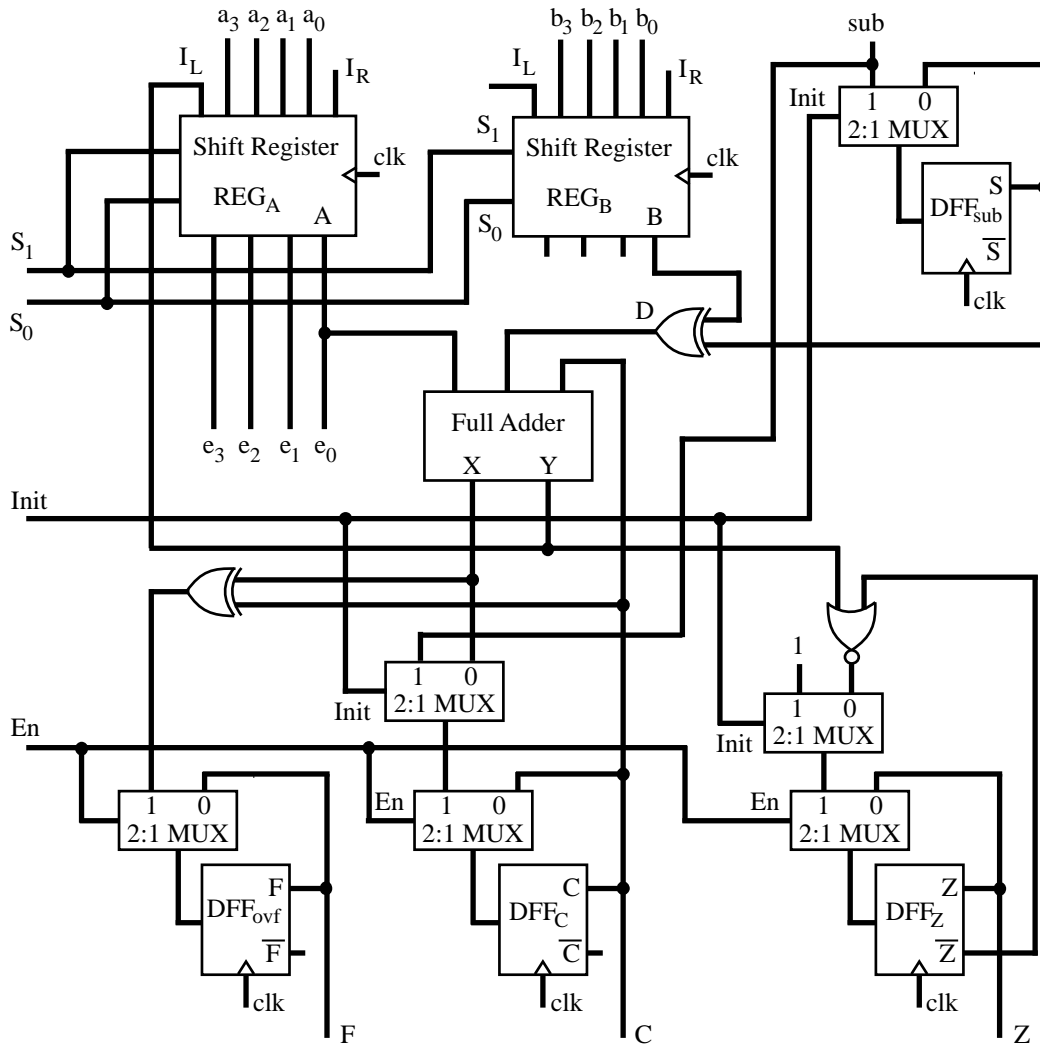 a3 a2 a1 a0
b3 b2 b1 b0
sub
IL IR
IL IR
Init 1 0
2:1 MUX
S1
Shift Register clk
Shift Register clk
REGA A
REGB B
S0
S
DFFsub
S̅
clk
S1
S0
D
Full Adder
X Y
e3 e2 e1 e0
Init
1
1 0
2:1 MUX
Init
1 0
2:1 MUX
Init
En
1 0
2:1 MUX
En 1 0
2:1 MUX
En 1 0
2:1 MUX
F
DFFovf
F̅
clk
C
DFFC
C̅
clk
Z
DFFZ
Z̅
clk
F C Z